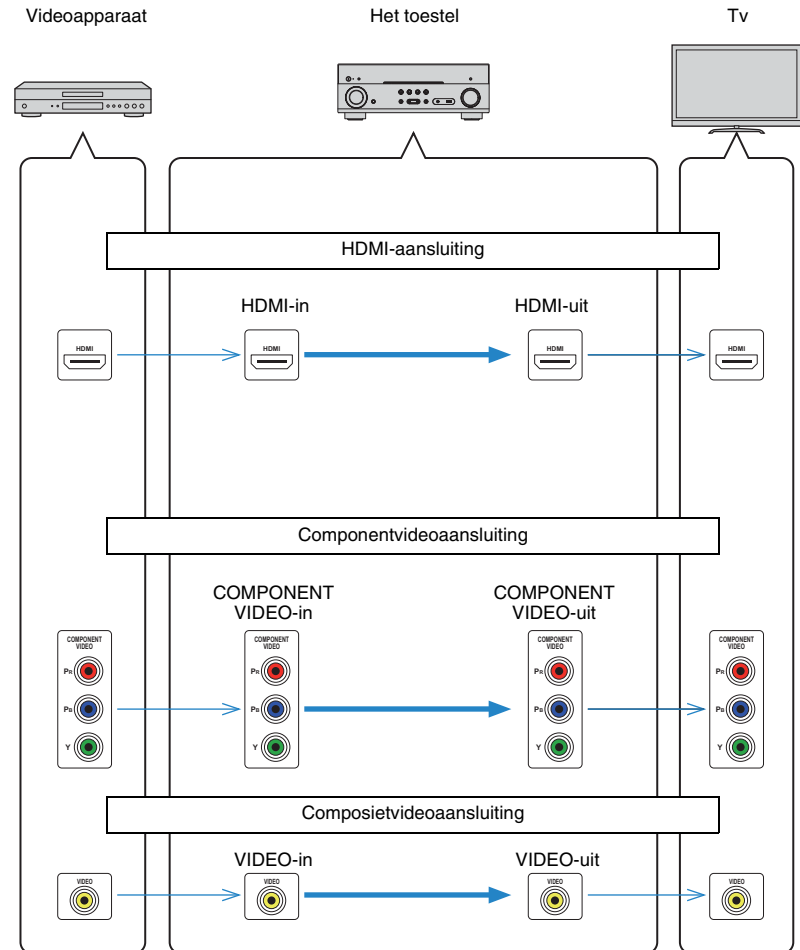 Videoapparaat
Het toestel
Tv
HDMI-aansluiting
HDMI-in
HDMI-uit
HDMI
HDMI
HDMI
HDMI
Componentvideoaansluiting
COMPONENT
VIDEO-in
COMPONENT
VIDEO-uit
COMPONENT
VIDEO
PR
PB
Y
COMPONENT
VIDEO
PR
PB
Y
COMPONENT
VIDEO
PR
PB
Y
COMPONENT
VIDEO
PR
PB
Y
Composietvideoaansluiting
VIDEO-in
VIDEO-uit
VIDEO
VIDEO
VIDEO
VIDEO